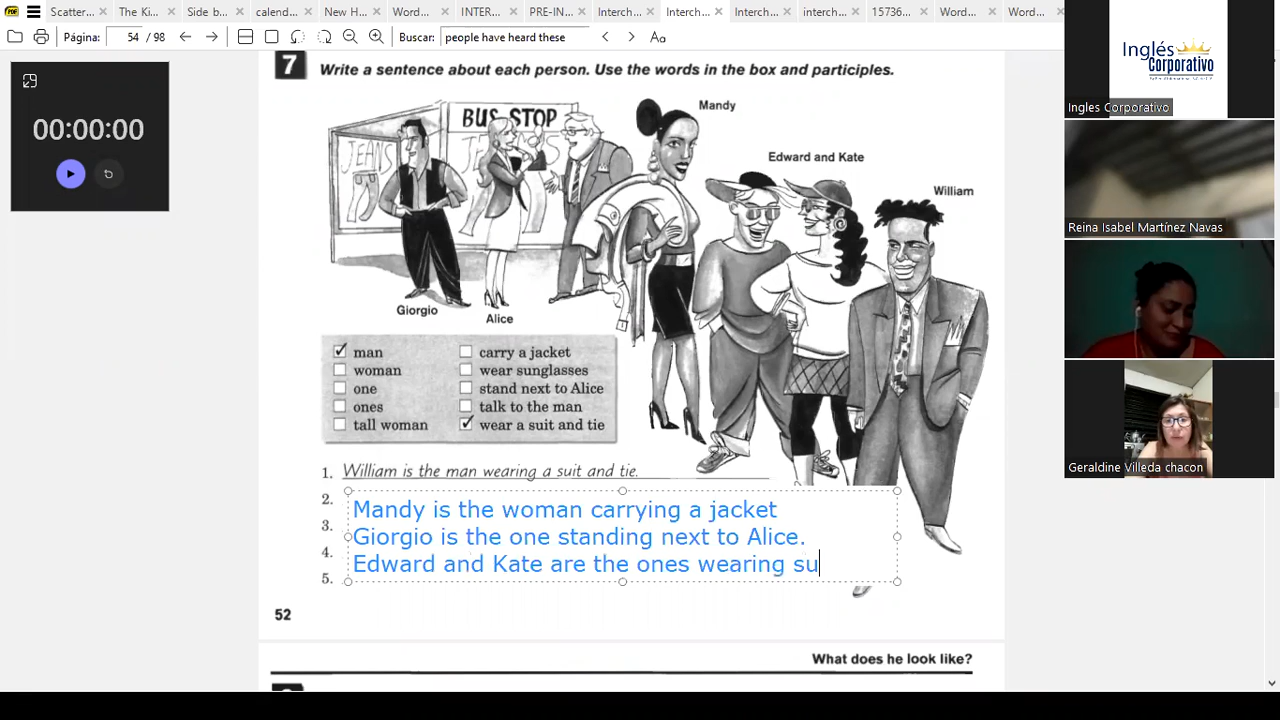 Scatter...
The Ki...
Side b...
calend...
New H...
Word...
INTER...
PRE-IN...
Interch...
Interch...
Interch...
interch...
15736...
Word...
Word...
Página:
54 / 98
Buscar:
people have heard these
00:00:00
7 Write a sentence about each person. Use the words in the box and participles.
BUS STOP
JEANS
JEANS
Mandy
Edward and Kate
William
Giorgio
Alice
man
woman
one
ones
tall woman
carry a jacket
wear sunglasses
stand next to Alice
talk to the man
wear a suit and tie
1. William is the man wearing a suit and tie.
2. Mandy is the woman carrying a jacket
3. Giorgio is the one standing next to Alice.
4. Edward and Kate are the ones wearing su
5.
52
What does he look like?
Inglés
Corporativo
Ingles Corporativo
Reina Isabel Martínez Navas
Geraldine Villeda chacon